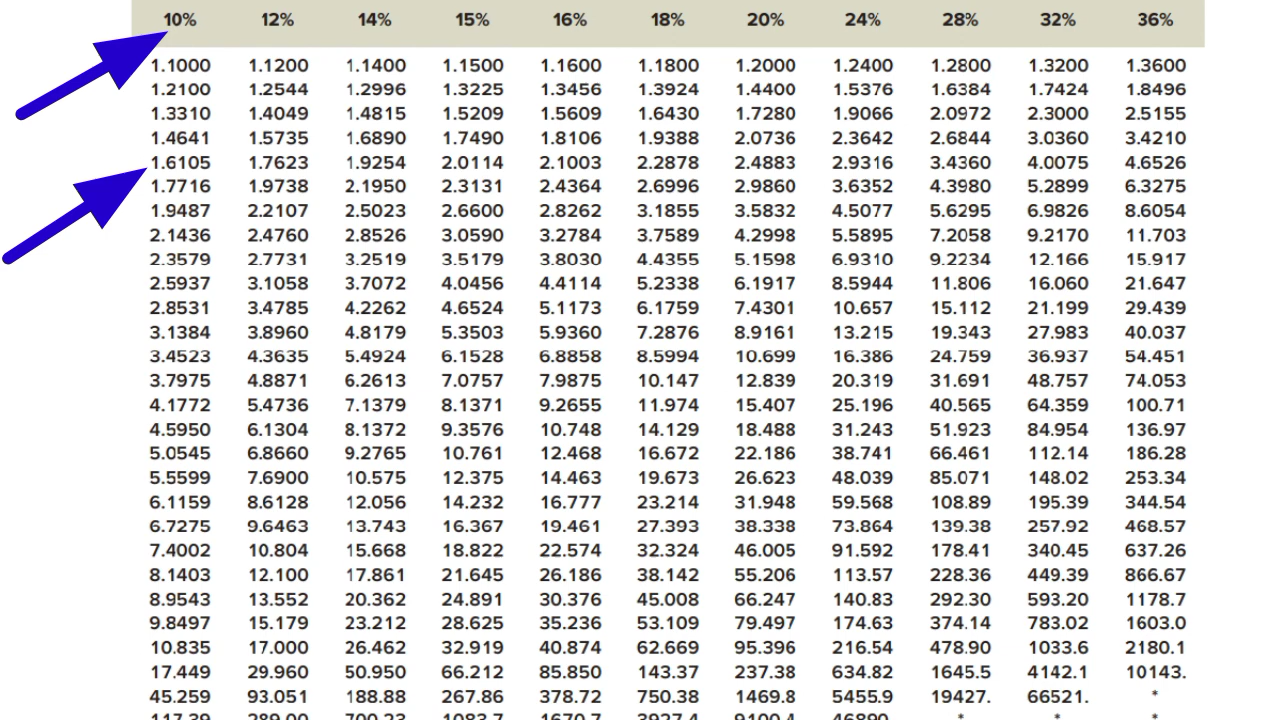 10% 12% 14% 15% 16% 18% 20% 24% 28% 32% 36%
1.1000 1.1200 1.1400 1.1500 1.1600 1.1800 1.2000 1.2400 1.2800 1.3200 1.3600
1.2100 1.2544 1.2996 1.3225 1.3456 1.3924 1.4400 1.5376 1.6384 1.7424 1.8496
1.3310 1.4049 1.4815 1.5209 1.5609 1.6430 1.7280 1.9066 2.0972 2.3000 2.5155
1.4641 1.5735 1.6890 1.7490 1.8106 1.9388 2.0736 2.3642 2.6844 3.0360 3.4210
1.6105 1.7623 1.9254 2.0114 2.1003 2.2878 2.4883 2.9316 3.4360 4.0075 4.6526
1.7716 1.9738 2.1950 2.3131 2.4364 2.6996 2.9860 3.6352 4.3980 5.2899 6.3275
1.9487 2.2107 2.5023 2.6600 2.8262 3.1855 3.5832 4.5077 5.6295 6.9826 8.6054
2.1436 2.4760 2.8526 3.0590 3.2784 3.7589 4.2998 5.5895 7.2058 9.2170 11.703
2.3579 2.7731 3.2519 3.5179 3.8030 4.4355 5.1598 6.9310 9.2234 12.166 15.917
2.5937 3.1058 3.7072 4.0456 4.4114 5.2338 6.1917 8.5944 11.806 16.060 21.647
2.8531 3.4785 4.2262 4.6524 5.1173 6.1759 7.4301 10.657 15.112 21.199 29.439
3.1384 3.8960 4.8179 5.3503 5.9360 7.2876 8.9161 13.215 19.343 27.983 40.037
3.4523 4.3635 5.4924 6.1528 6.8858 8.5994 10.699 16.386 24.759 36.937 54.451
3.7975 4.8871 6.2613 7.0757 7.9875 10.147 12.839 20.319 31.691 48.757 74.053
4.1772 5.4736 7.1379 8.1371 9.2655 11.974 15.407 25.196 40.565 64.359 100.71
4.5950 6.1304 8.1372 9.3576 10.748 14.129 18.488 31.243 51.923 84.954 136.97
5.0545 6.8660 9.2765 10.761 12.468 16.672 22.186 38.741 66.461 112.14 186.28
5.5599 7.6900 10.575 12.375 14.463 19.673 26.623 48.039 85.071 148.02 253.34
6.1159 8.6128 12.056 14.232 16.777 23.214 31.948 59.568 108.89 195.39 344.54
6.7275 9.6463 13.743 16.367 19.461 27.393 38.338 73.864 139.38 257.92 468.57
7.4002 10.804 15.668 18.822 22.574 32.324 46.005 91.592 178.41 340.45 637.26
8.1403 12.100 17.861 21.645 26.186 38.142 55.206 113.57 228.36 449.39 866.67
8.9543 13.552 20.362 24.891 30.376 45.008 66.247 140.83 292.30 593.20 1178.7
9.8497 15.179 23.212 28.625 35.236 53.109 79.497 174.63 374.14 783.02 1603.0
10.835 17.000 26.462 32.919 40.874 62.669 95.396 216.54 478.90 1033.6 2180.1
17.449 29.960 50.950 66.212 85.850 143.37 237.38 634.82 1645.5 4142.1 10143.
45.259 93.051 188.88 267.86 378.72 750.38 1469.8 5455.9 19427. 66521. *
117.39 289.00 700.23 1083.7 1670.7 3927.4 9100.4 46890. * * *